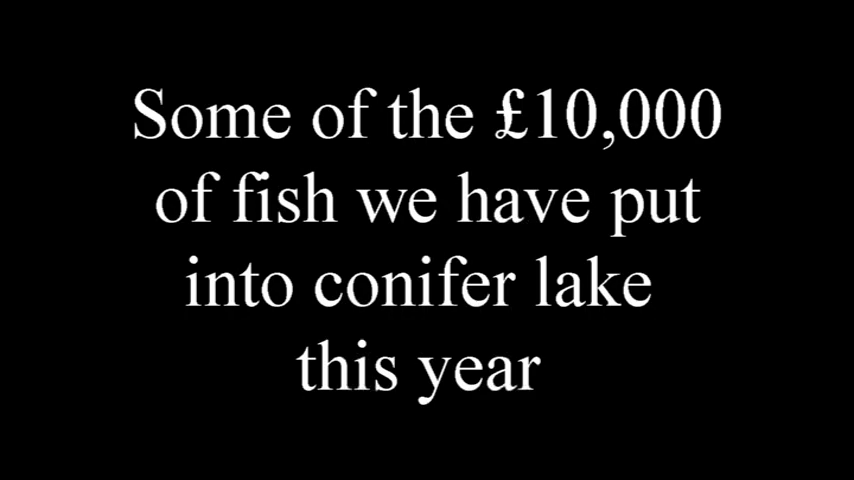 Some of the £10,000
of fish we have put
into conifer lake
this year